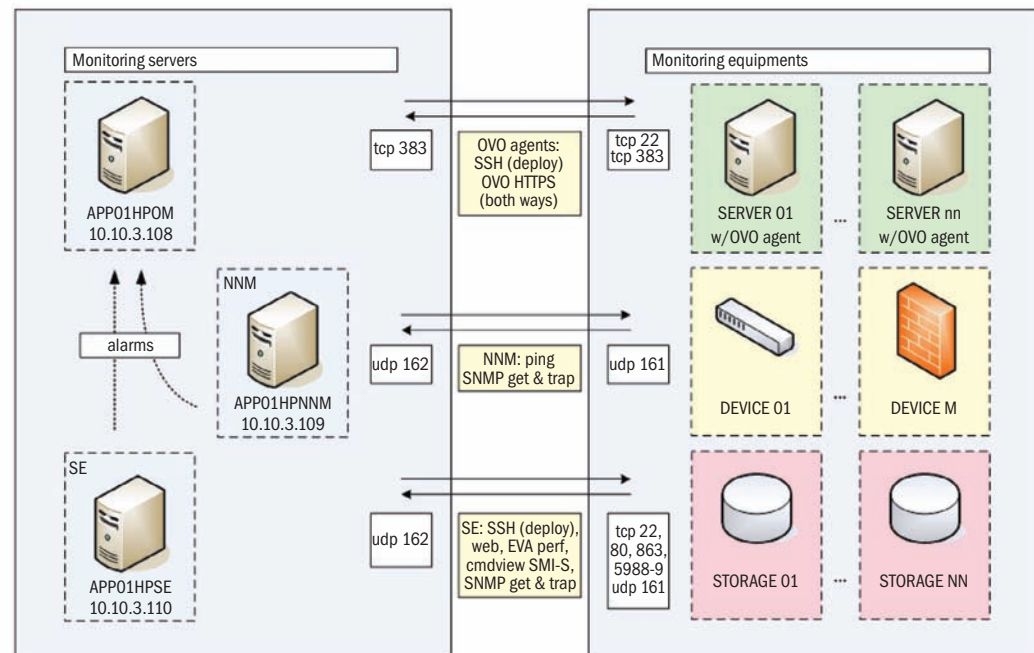 Monitoring servers
APP01HPOM
10.10.3.108
alarms
NNM
APP01HPNNM
10.10.3.109
SE
APP01HPSE
10.10.3.110
tcp 383
OVO agents:
SSH (deploy)
OVO HTTPS
(both ways)
tcp 22
tcp 383
udp 162
NNM: ping
SNMP get & trap
udp 161
udp 162
SE: SSH (deploy),
web, EVA perf,
cmdview SMI-S,
SNMP get & trap
tcp 22,
80, 863,
5988-9
udp 161
Monitoring equipments
SERVER 01
w/OVO agent
...
SERVER nn
w/OVO agent
DEVICE 01
...
DEVICE M
...
STORAGE 01
...
STORAGE NN
...